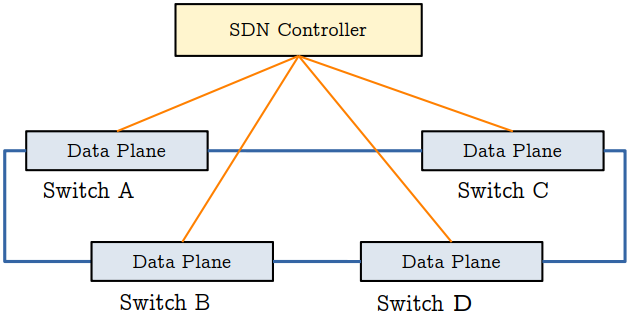 SDN Controller
Data Plane
Data Plane
Switch A
Switch C
Data Plane
Data Plane
Switch B
Switch D